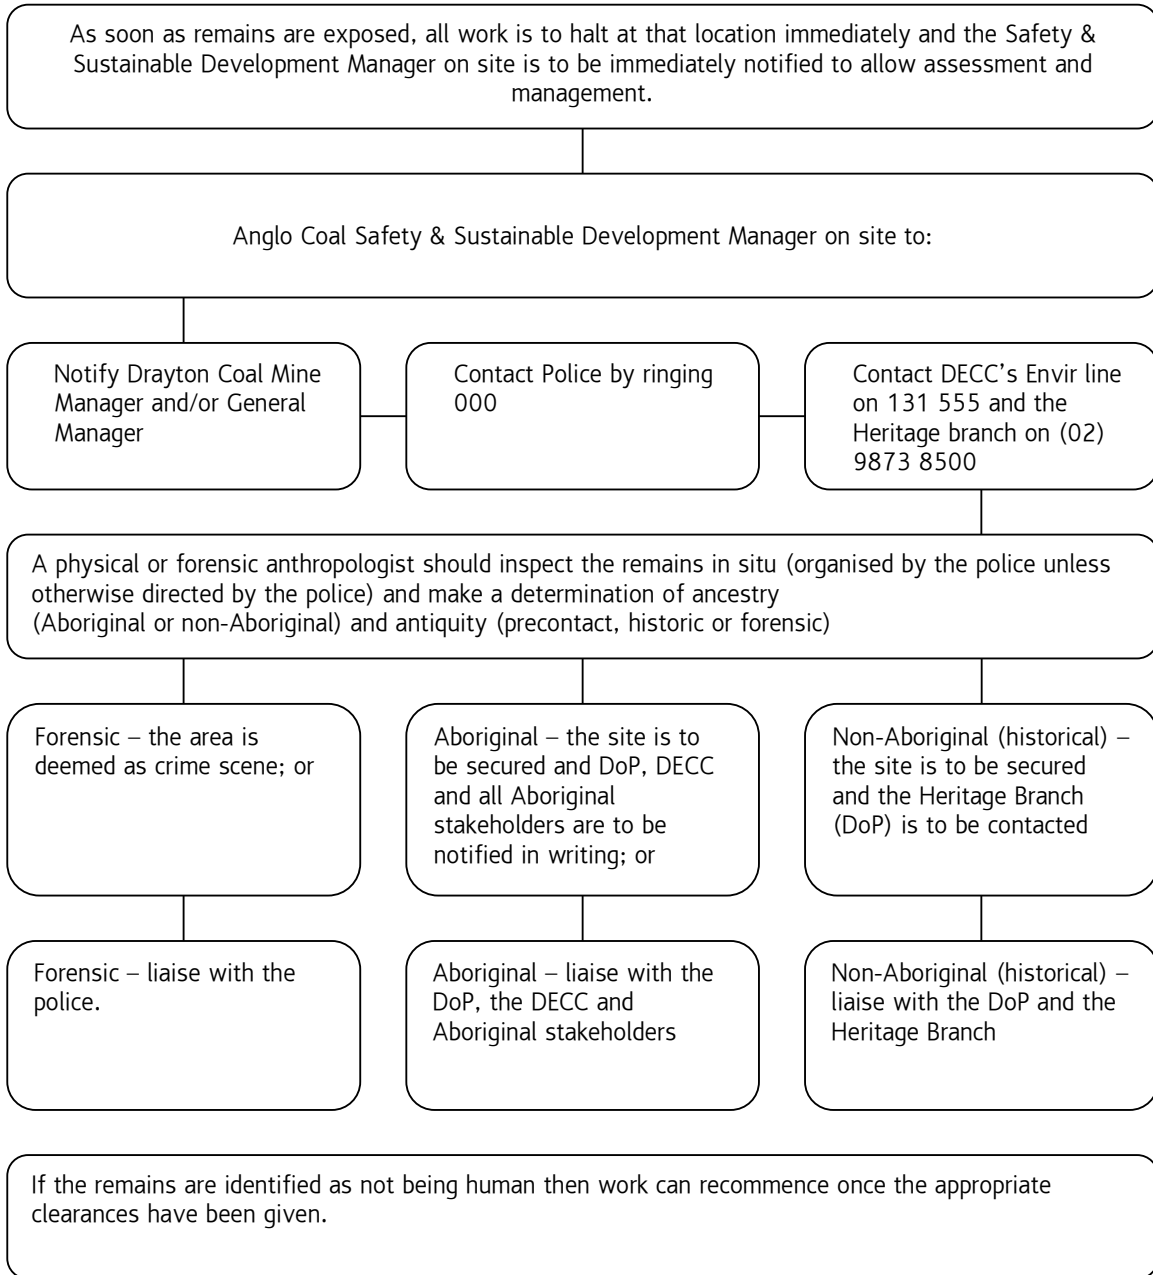 As soon as remains are exposed, all work is to halt at that location immediately and the Safety &
Sustainable Development Manager on site is to be immediately notified to allow assessment and
management.
Anglo Coal Safety & Sustainable Development Manager on site to:
Notify Drayton Coal Mine
Manager and/or General
Manager
Contact Police by ringing
000
Contact DECC’s Envir line
on 131 555 and the
Heritage branch on (02)
9873 8500
A physical or forensic anthropologist should inspect the remains in situ (organised by the police unless
otherwise directed by the police) and make a determination of ancestry
(Aboriginal or non-Aboriginal) and antiquity (precontact, historic or forensic)
Forensic – the area is
deemed as crime scene; or
Aboriginal – the site is to
be secured and DoP, DECC
and all Aboriginal
stakeholders are to be
notified in writing; or
Non-Aboriginal (historical) –
the site is to be secured
and the Heritage Branch
(DoP) is to be contacted
Forensic – liaise with the
police.
Aboriginal – liaise with the
DoP, the DECC and
Aboriginal stakeholders
Non-Aboriginal (historical) –
liaise with the DoP and the
Heritage Branch
If the remains are identified as not being human then work can recommence once the appropriate
clearances have been given.